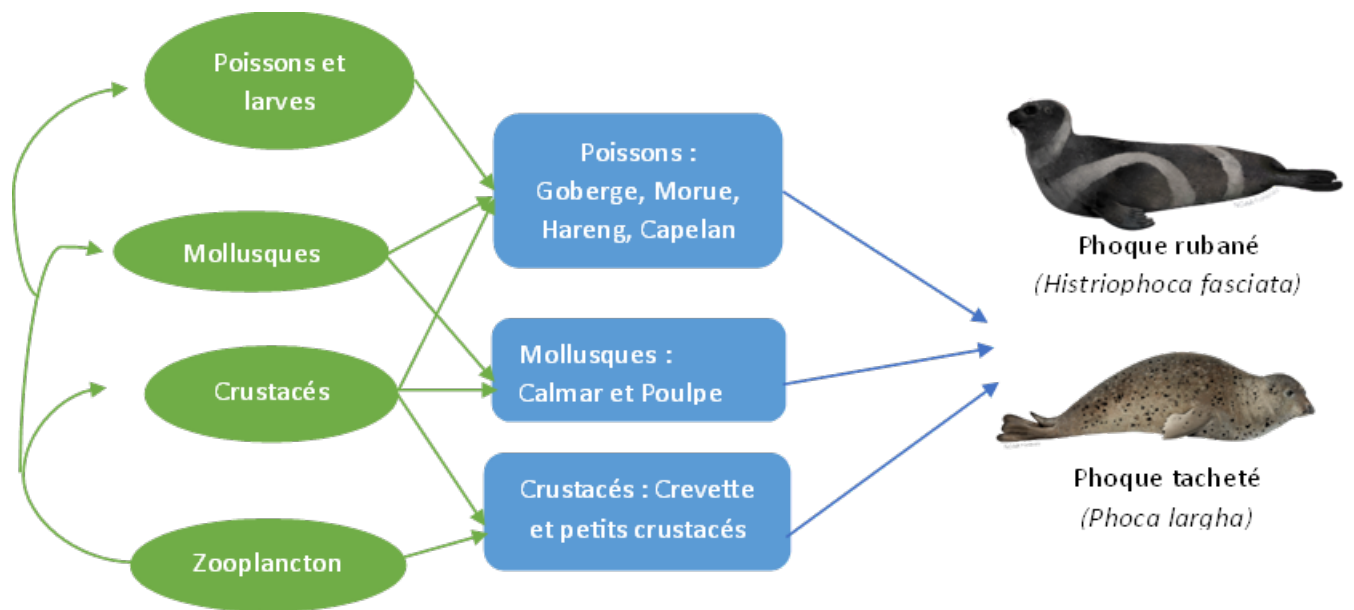 Poissons et
larves
Mollusques
Crustacés
Zooplancton
Poissons :
Goberge, Morue,
Hareng, Capelan
Mollusques :
Calmar et Poulpe
Crustacés : Crevette
et petits crustacés
Phoque rubané
(Histriophoca fasciata)
Phoque tacheté
(Phoca largha)